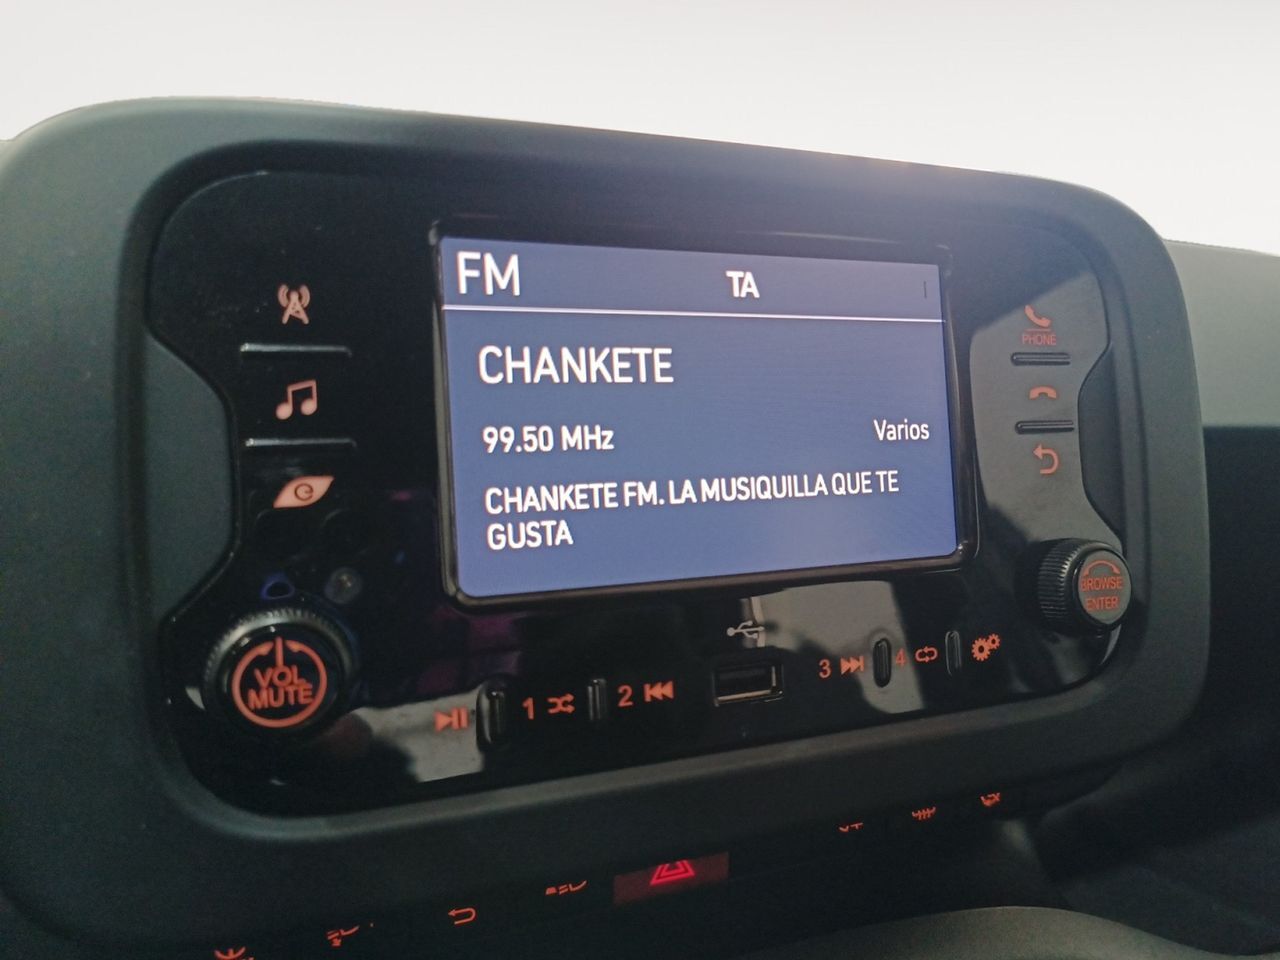 FM TA
CHANKETE
99.50 MHz Varios
CHANKETE FM. LA MUSIQUILLA QUE TE
GUSTA
PHONE
BROWSE
ENTER
VOL
MUTE
1
2
3
4